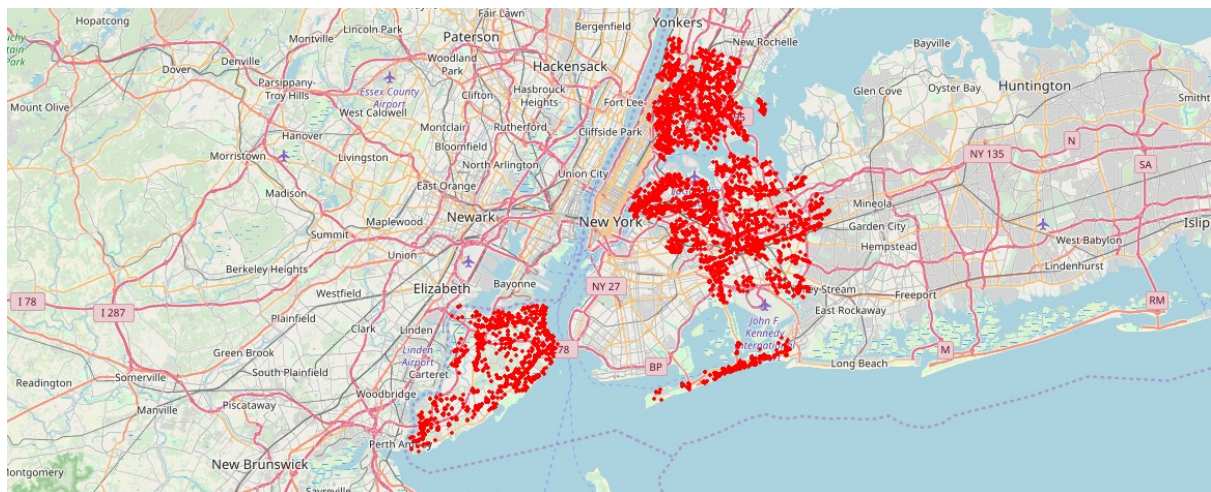 Hopatcong
Montville
Lincoln Park
Fair Lawn
Bergenfield
Yonkers
Paterson
New Rochelle
Bayville
Denville
Dover
Parsippany-
Troy Hills
Woodland
Park
Hackensack
Glen Cove
Oyster Bay
Huntington
Essex County
Airport
Clifton
Hasbrouck
Heights
Fort Lee
Mount Olive
West Caldwell
Hanover
Montclair
Rutherford
Cliffside Park
Bloomfield
N
NY 135
SA
Morristown
Livingston
North Arlington
Union City
East Orange
Madison
Mineola
Maplewood
Newark
New York
Garden City
Summit
Hempstead
West Babylon
Islip
Union
Berkeley Heights
Lindenhurst
Elizabeth
Bayonne
NY 27
Freeport
I 78
Westfield
East Rockaway
RM
I 287
Plainfield
Clark
Linden
John F
Kennedy
Linden
Airport
78
Green Brook
M
Long Beach
BP
Readington
Somerville
South Plainfield
Carteret
Woodbridge
Manville
Piscataway
Perth Amboy
New Brunswick
Montgomery
Sayreville